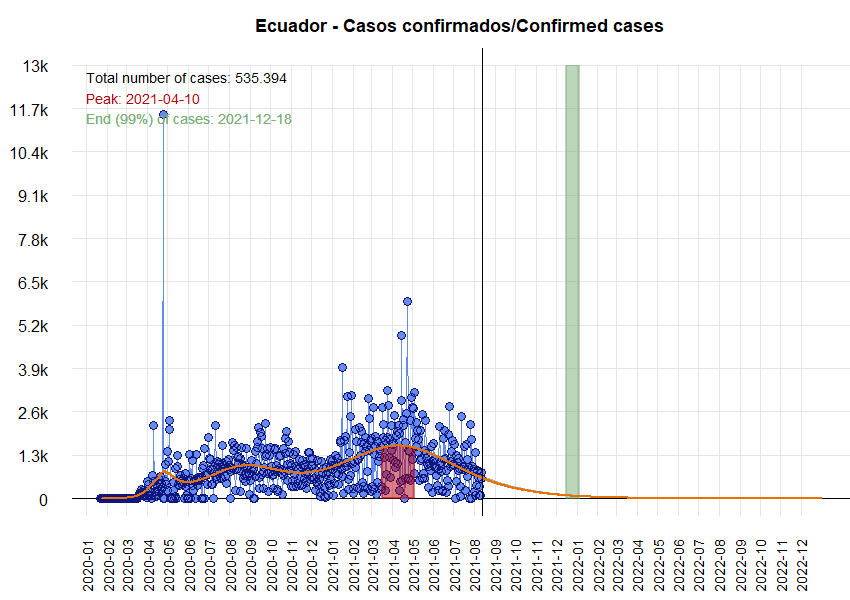 Ecuador - Casos confirmados/Confirmed cases
Total number of cases: 535.394
Peak: 2021-04-10
End (99%) of cases: 2021-12-18
13k
11.7k
10.4k
9.1k
7.8k
6.5k
5.2k
3.9k
2.6k
1.3k
0
2020-01
2020-02
2020-03
2020-04
2020-05
2020-06
2020-07
2020-08
2020-09
2020-10
2020-11
2020-12
2021-01
2021-02
2021-03
2021-04
2021-05
2021-06
2021-07
2021-08
2021-09
2021-10
2021-11
2021-12
2022-01
2022-02
2022-03
2022-04
2022-05
2022-06
2022-07
2022-08
2022-09
2022-10
2022-11
2022-12